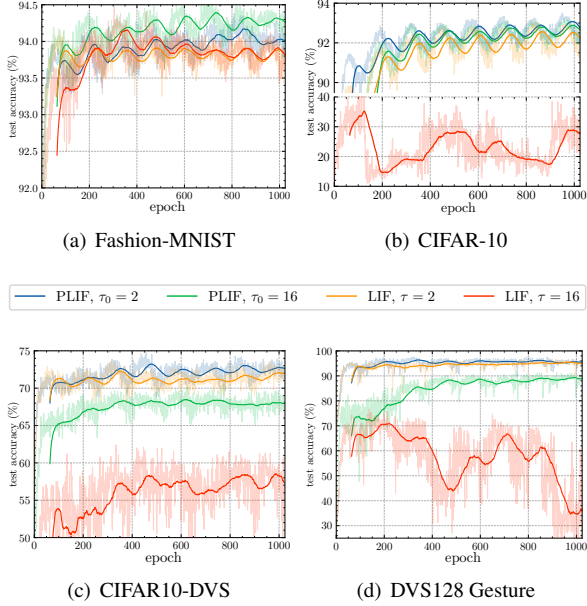 94.5
94.0
93.5
93.0
92.5
92.0
test accuracy (%)
0 200 400 600 800 1000
epoch
(a) Fashion-MNIST
94
92
90
40
30
20
10
test accuracy (%)
0 200 400 600 800 1000
epoch
(b) CIFAR-10
PLIF, τ₀ = 2 PLIF, τ₀ = 16 LIF, τ = 2 LIF, τ = 16
75
70
65
60
55
50
test accuracy (%)
0 200 400 600 800 1000
epoch
(c) CIFAR10-DVS
100
90
80
70
60
50
40
30
test accuracy (%)
0 200 400 600 800 1000
epoch
(d) DVS128 Gesture